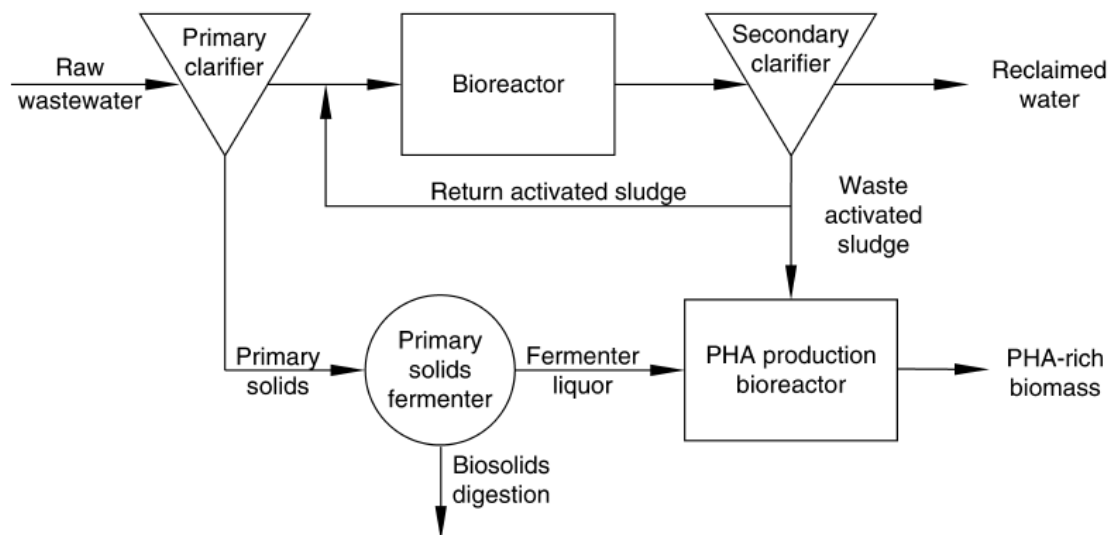 Primary
clarifier
Raw
wastewater
Bioreactor
Secondary
clarifier
Reclaimed
water
Return activated sludge
Waste
activated
sludge
Primary
solids
Primary
solids
fermenter
Fermenter
liquor
PHA production
bioreactor
PHA-rich
biomass
Biosolids
digestion